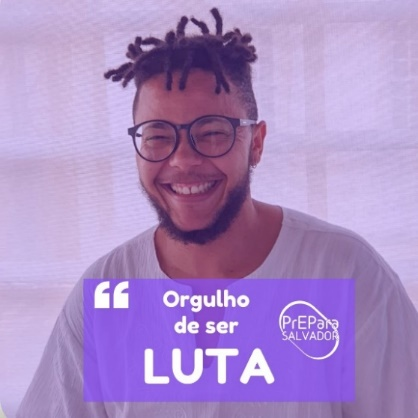 “
Orgulho
de ser
LUTA
PrEPara
SALVADOR